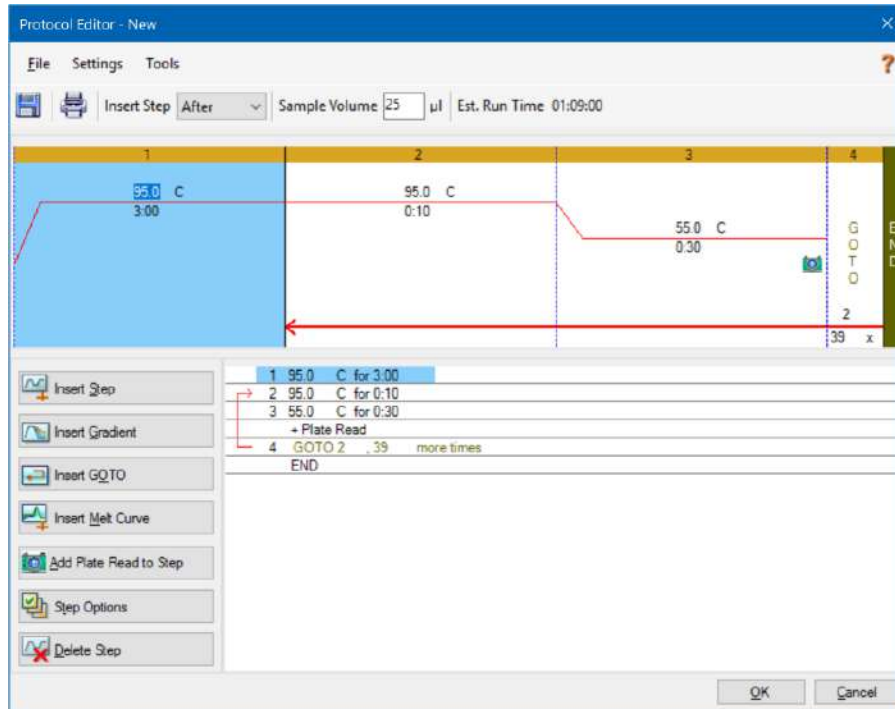 Protocol Editor - New
File Settings Tools ?
Insert Step After Sample Volume 25 µl Est. Run Time 01:09:00
1 2 3 4
95.0 C 95.0 C
3:00 0:10
55.0 C
0:30
GOTO
END
2
39 x
Insert Step
Insert Gradient
Insert GOTO
Insert Melt Curve
Add Plate Read to Step
Step Options
Delete Step
1 95.0 C for 3:00
2 95.0 C for 0:10
3 55.0 C for 0:30
+ Plate Read
4 GOTO 2 , 39 more times
END
OK Cancel